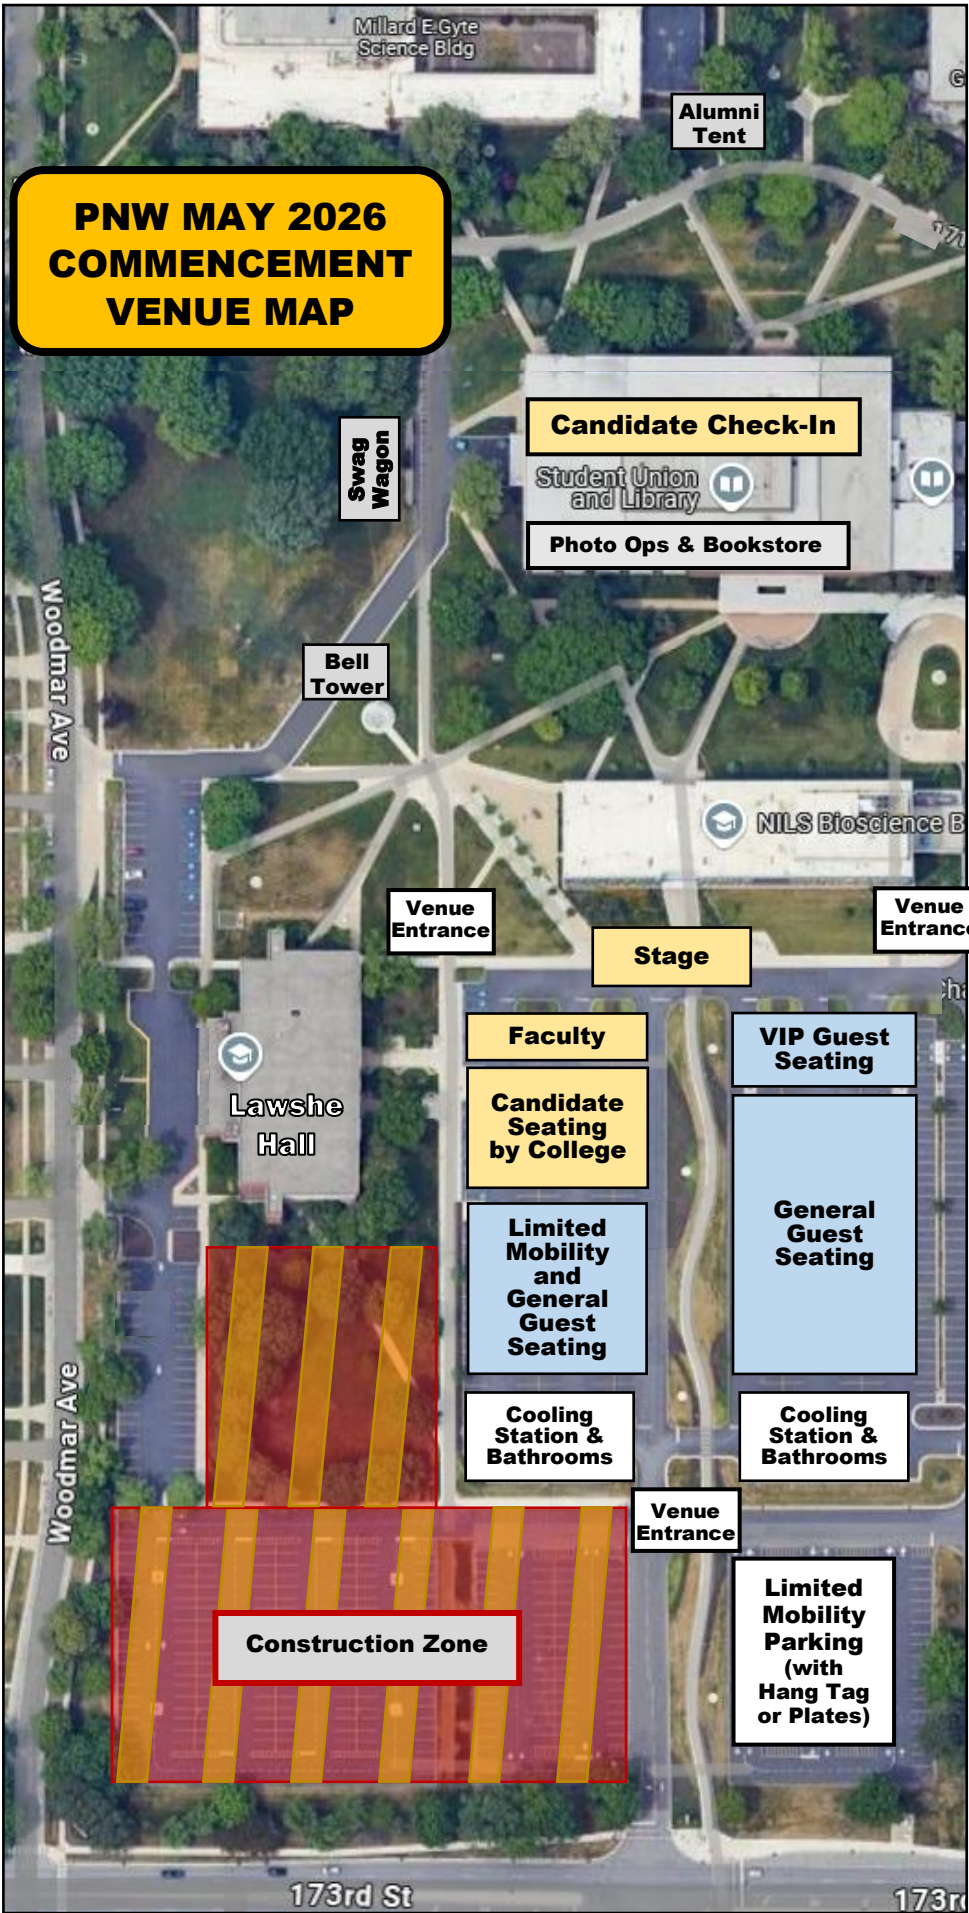 Millard E.Gyte
Science Bldg
G
Alumni
Tent
PNW MAY 2026
COMMENCEMENT
VENUE MAP
171
Candidate Check-In
Swag
Wagon
Student Union
and Library
Photo Ops & Bookstore
Woodmar Ave
Bell
Tower
NILS Bioscience B
Venue
Entrance
Venue
Entrance
Stage
Cha
Faculty
VIP Guest
Seating
Candidate
Seating
by College
Lawshe
Hall
General
Guest
Seating
Limited
Mobility
and
General
Guest
Seating
Woodmar Ave
Cooling
Station &
Bathrooms
Cooling
Station &
Bathrooms
Venue
Entrance
Limited
Mobility
Parking
(with
Hang Tag
or Plates)
Construction Zone
173rd St
173rd